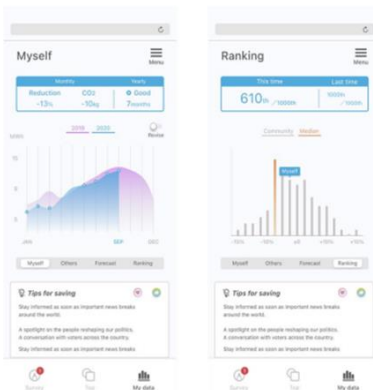 Myself
Menu
Monthly
Yearly
Reduction
CO2
Good
-13%
-10kg
7months
2019
2020
Revise
MWh
15
JAN
SEP
DEC
Myself
Others
Forecast
Ranking
Tips for saving
Stay informed as soon as important news breaks
around the world.
A spotlight on the people reshaping our politics.
A conversation with voters across the country.
Stay informed as soon as important news breaks
Survey
Top
My data
Ranking
Menu
This time
Last time
610th /1000th
1000th
/1000th
Community
Median
Myself
-10%
±0
+10%
Myself
Others
Forecast
Ranking
Tips for saving
Stay informed as soon as important news breaks
around the world.
A spotlight on the people reshaping our politics.
A conversation with voters across the country.
Stay informed as soon as important news breaks
Survey
Top
My data